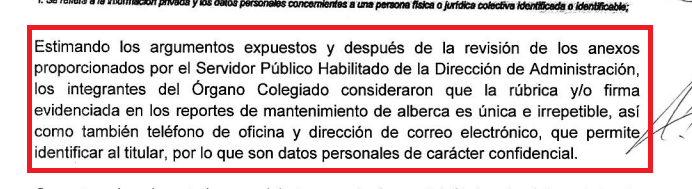 I. Se refiera a la información privada y los datos personales concernientes a una persona física o jurídica colectiva identificada o identificable;
Estimando los argumentos expuestos y después de la revisión de los anexos
proporcionados por el Servidor Público Habilitado de la Dirección de Administración,
los integrantes del Órgano Colegiado consideraron que la rúbrica y/o firma
evidenciada en los reportes de mantenimiento de alberca es única e irrepetible, así
como también teléfono de oficina y dirección de correo electrónico, que permite
identificar al titular, por lo que son datos personales de carácter confidencial.